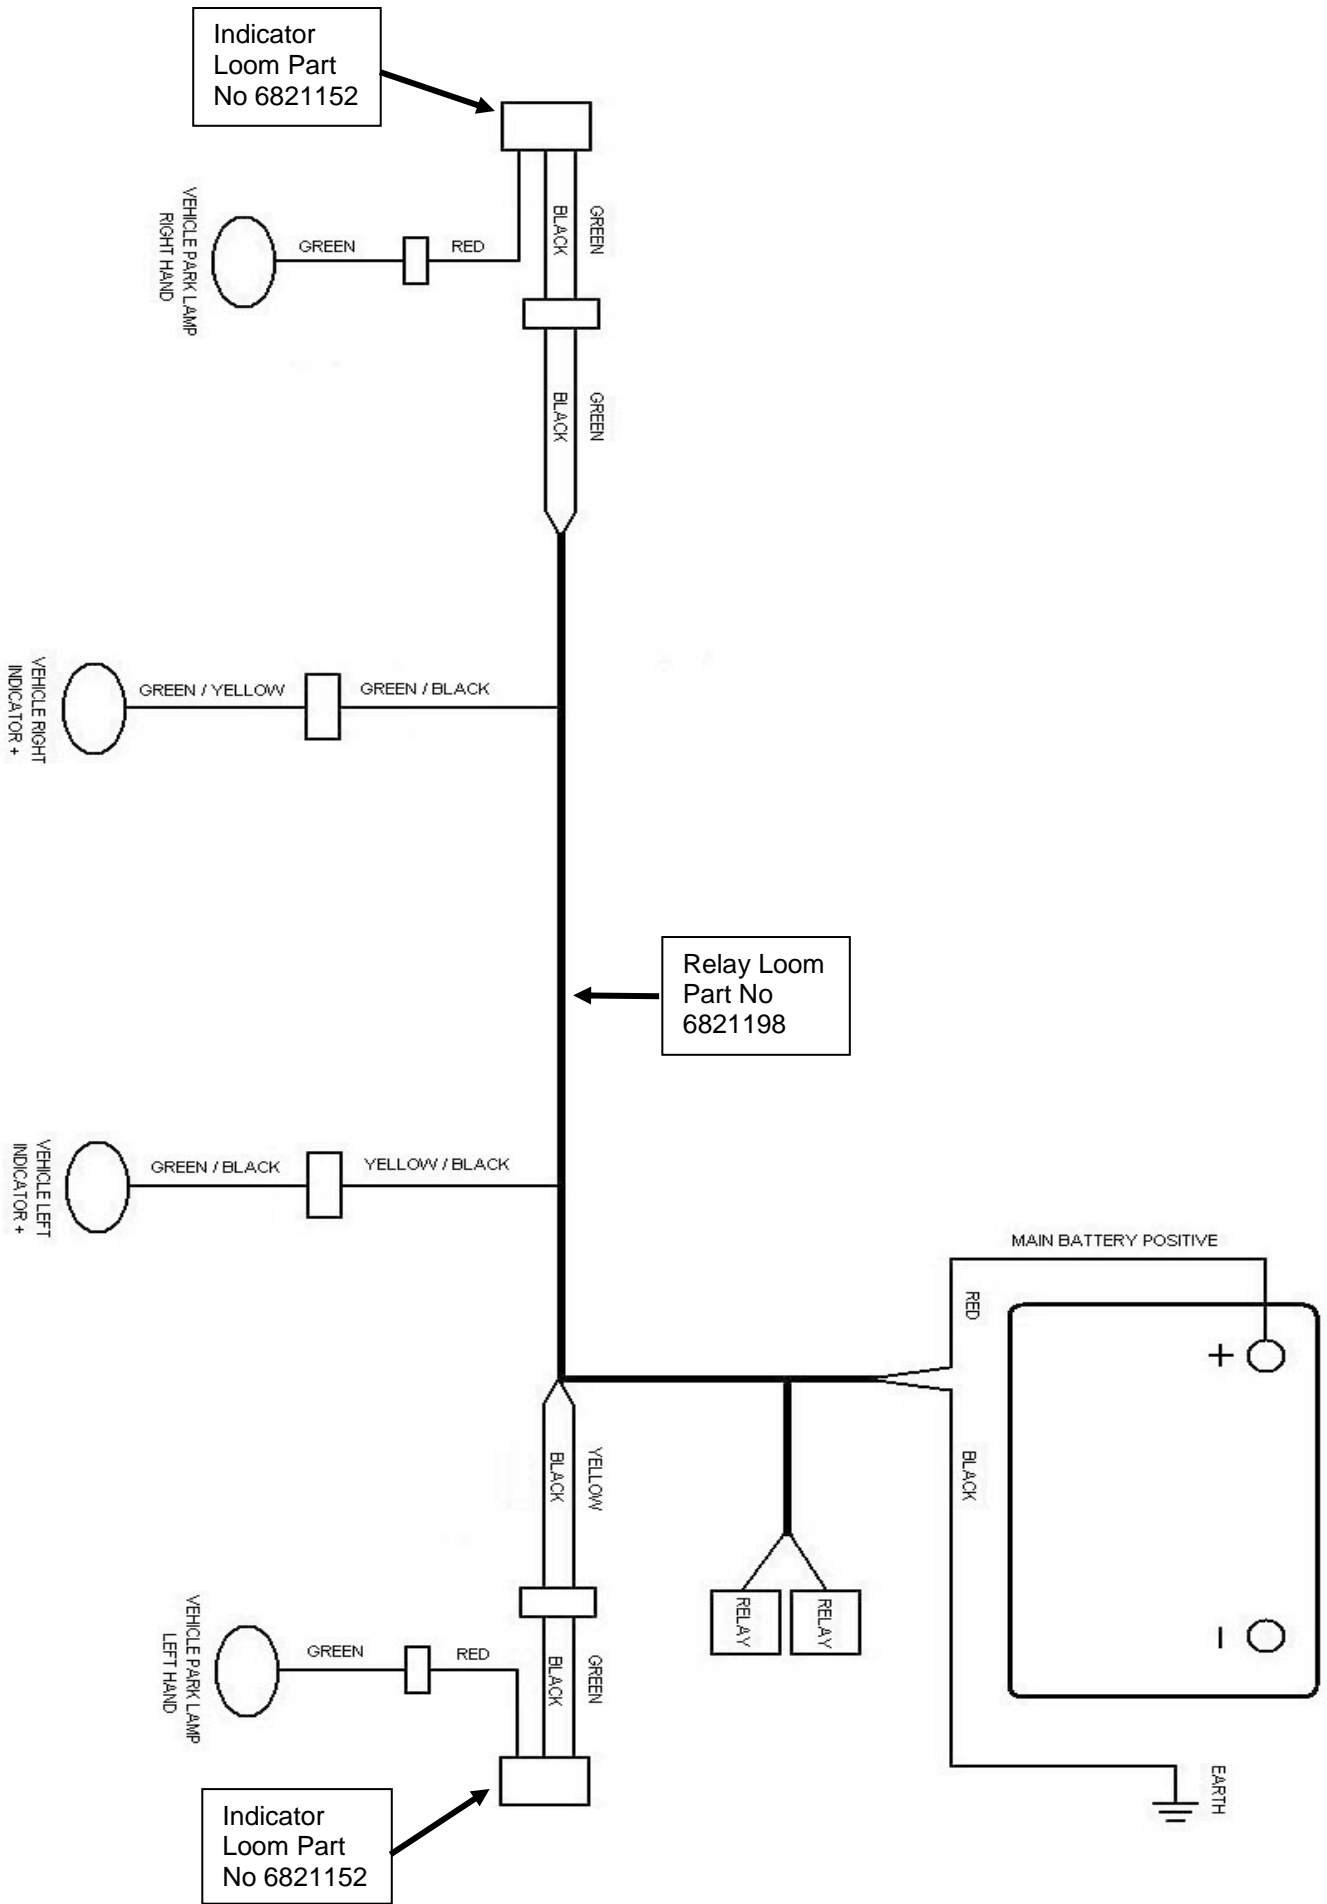 Indicator
Loom Part
No 6821152
VEHICLE PARK LAMP
RIGHT HAND
GREEN
RED
BLACK
GREEN
BLACK
GREEN
VEHICLE RIGHT
INDICATOR +
GREEN / YELLOW
GREEN / BLACK
Relay Loom
Part No
6821198
VEHICLE LEFT
INDICATOR +
GREEN / BLACK
YELLOW / BLACK
MAIN BATTERY POSITIVE
RED
+
BLACK
-
EARTH
BLACK
YELLOW
RELAY
RELAY
VEHICLE PARK LAMP
LEFT HAND
GREEN
RED
BLACK
GREEN
Indicator
Loom Part
No 6821152